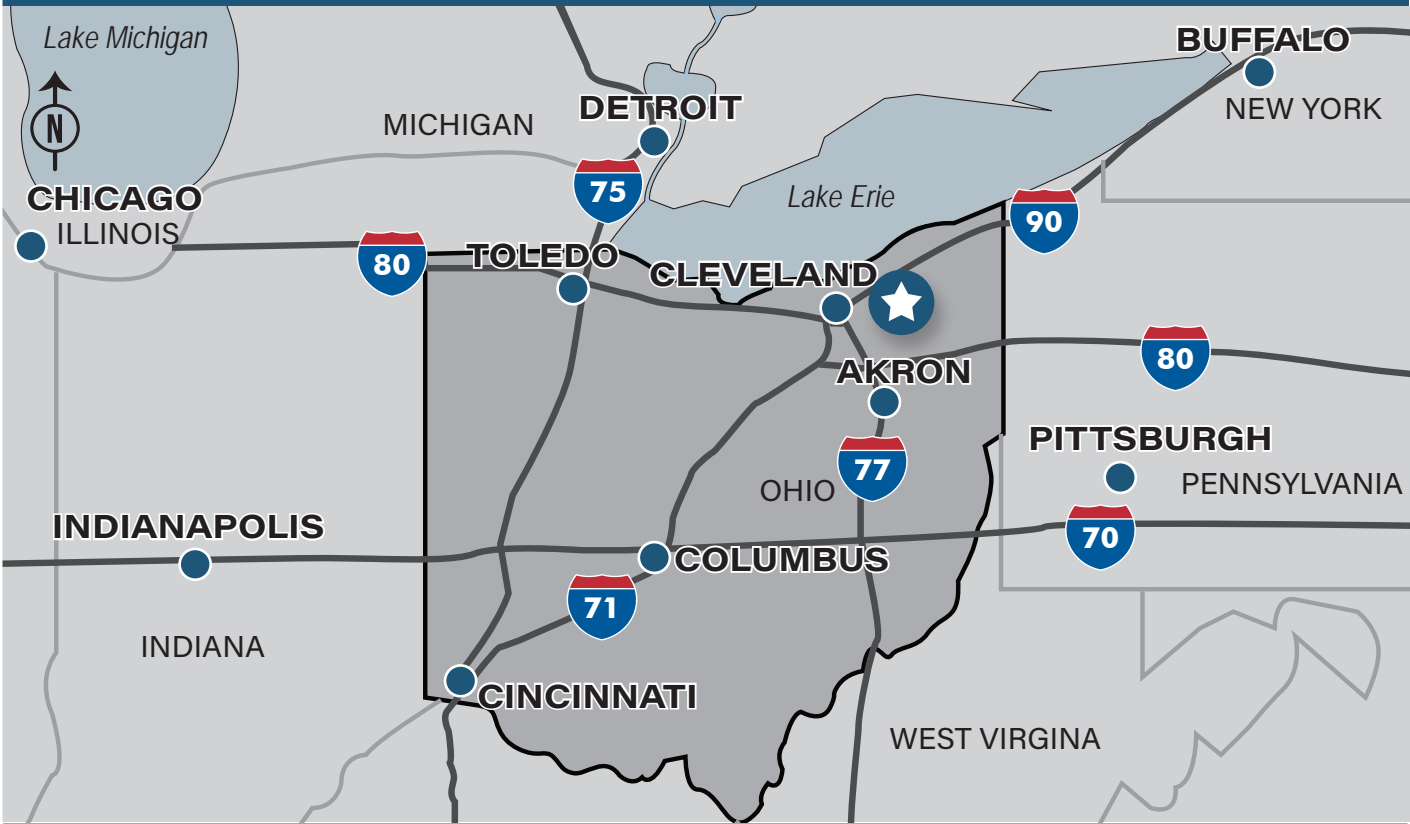 Lake Michigan
BUFFALO
N
DETROIT
NEW YORK
MICHIGAN
75
CHICAGO
Lake Erie
90
ILLINOIS
80
TOLEDO
CLEVELAND
80
AKRON
PITTSBURGH
77
OHIO
PENNSYLVANIA
INDIANAPOLIS
70
COLUMBUS
71
INDIANA
CINCINNATI
WEST VIRGINA